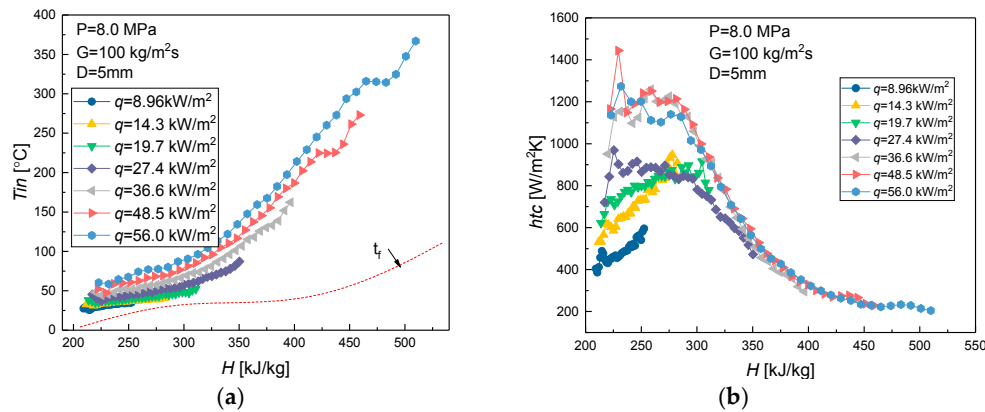 P=8.0 MPa
G=100 kg/m²s
D=5mm
q=8.96kW/m²
q=14.3 kW/m²
q=19.7 kW/m²
q=27.4 kW/m²
q=36.6 kW/m²
q=48.5 kW/m²
q=56.0 kW/m²
t_f
Tin [°C]
400
350
300
250
200
150
100
50
0
200 250 300 350 400 450 500
H [kJ/kg]
(a)
P=8.0 MPa
G=100 kg/m²s
D=5mm
q=8.96kW/m²
q=14.3 kW/m²
q=19.7 kW/m²
q=27.4 kW/m²
q=36.6 kW/m²
q=48.5 kW/m²
q=56.0 kW/m²
htc [W/m²K]
1600
1400
1200
1000
800
600
400
200
200 250 300 350 400 450 500 550
H [kJ/kg]
(b)